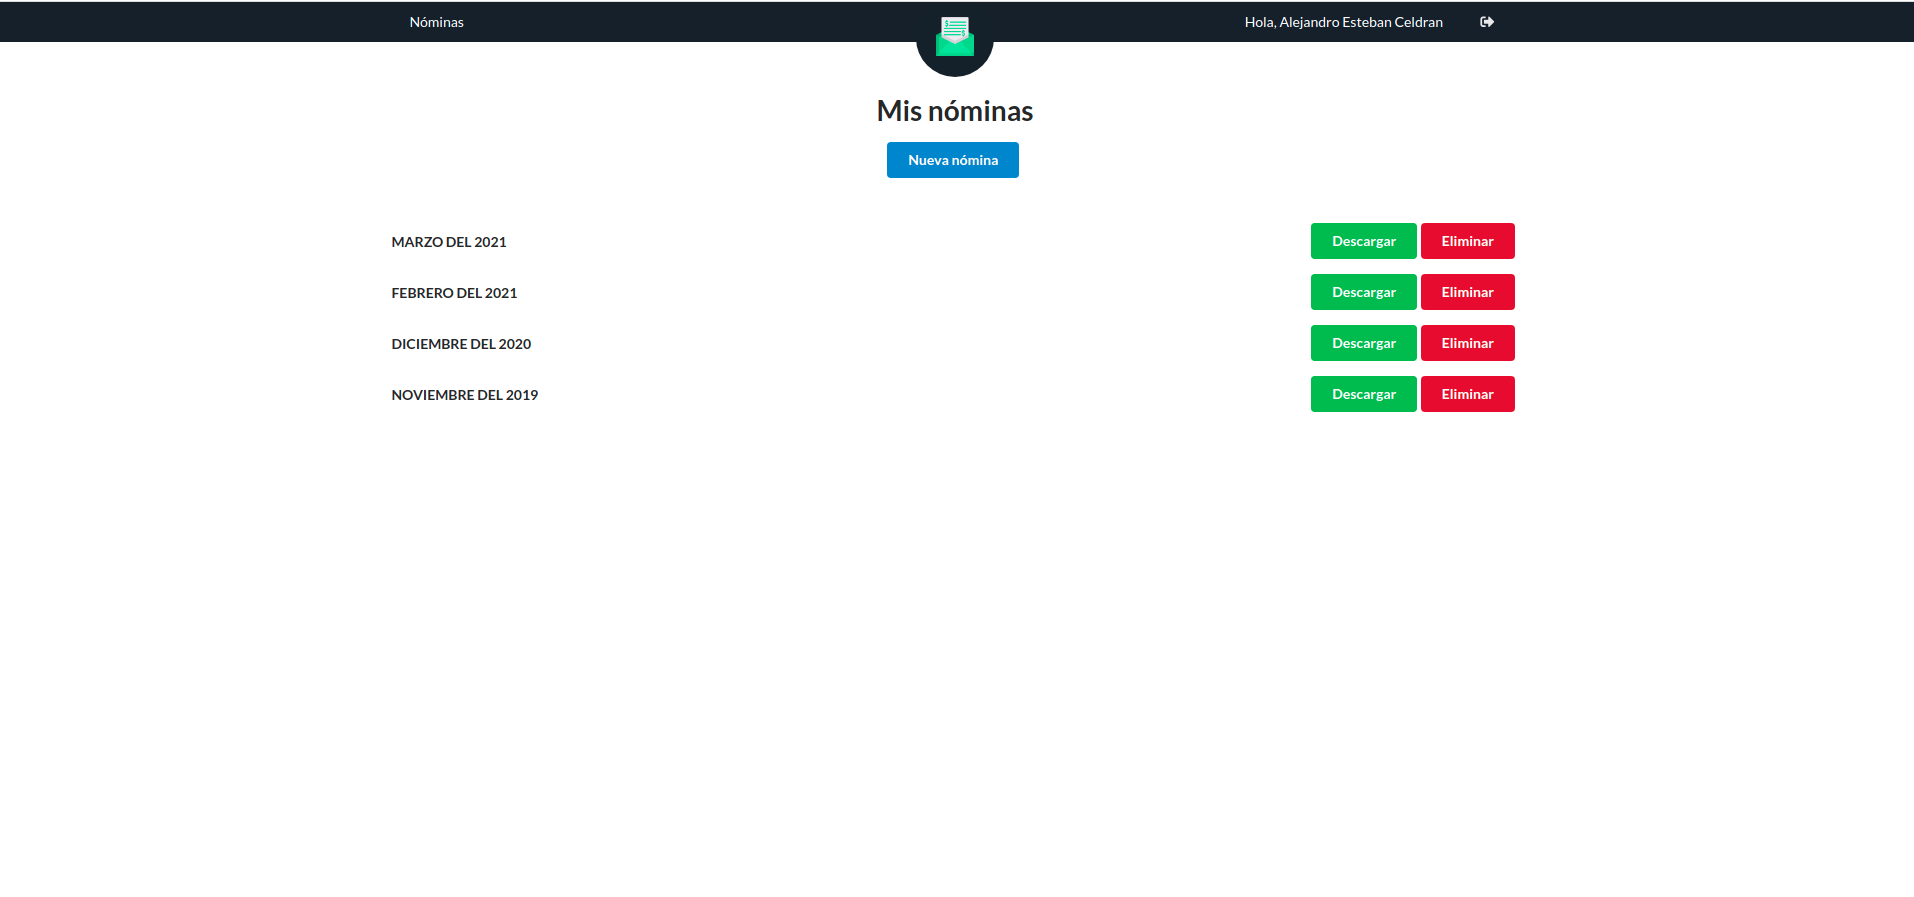 Nóminas
Hola, Alejandro Esteban Celdran
Mis nóminas
Nueva nómina
MARZO DEL 2021 Descargar Eliminar
FEBRERO DEL 2021 Descargar Eliminar
DICIEMBRE DEL 2020 Descargar Eliminar
NOVIEMBRE DEL 2019 Descargar Eliminar